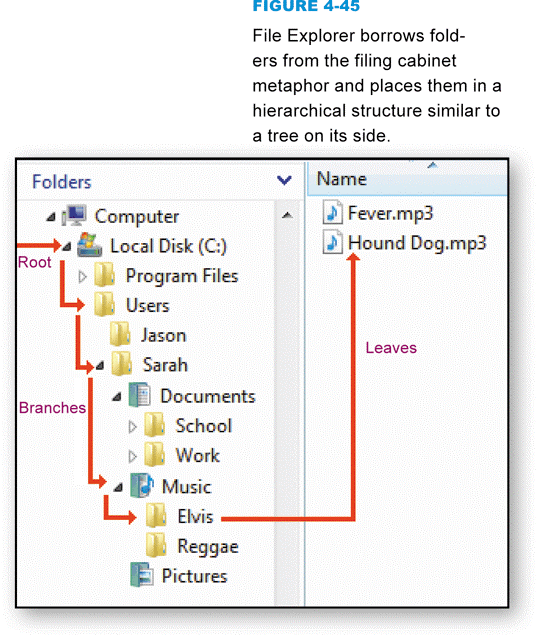 FIGURE 4-45
File Explorer borrows fold-
ers from the filing cabinet
metaphor and places them in a
hierarchical structure similar to
a tree on its side.
Folders
Name
Computer
Fever.mp3
Local Disk (C:)
Hound Dog.mp3
Root
Program Files
Users
Jason
Leaves
Sarah
Documents
Branches
School
Work
Music
Elvis
Reggae
Pictures